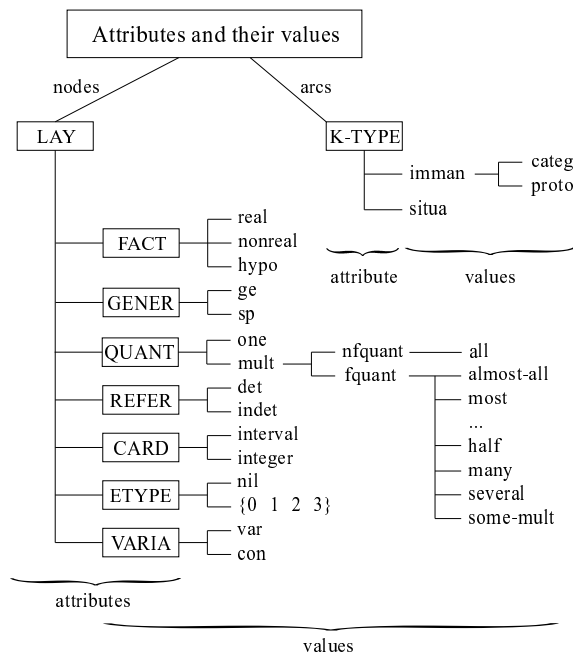 Attributes and their values
nodes
arcs
LAY
K-TYPE
imman
categ
proto
situa
attribute
values
FACT
real
nonreal
hypo
GENER
ge
sp
QUANT
one
mult
nfquant
all
fquant
almost-all
most
...
half
many
several
some-mult
REFER
det
indet
CARD
interval
integer
ETYPE
nil
{0 1 2 3}
VARIA
var
con
attributes
values